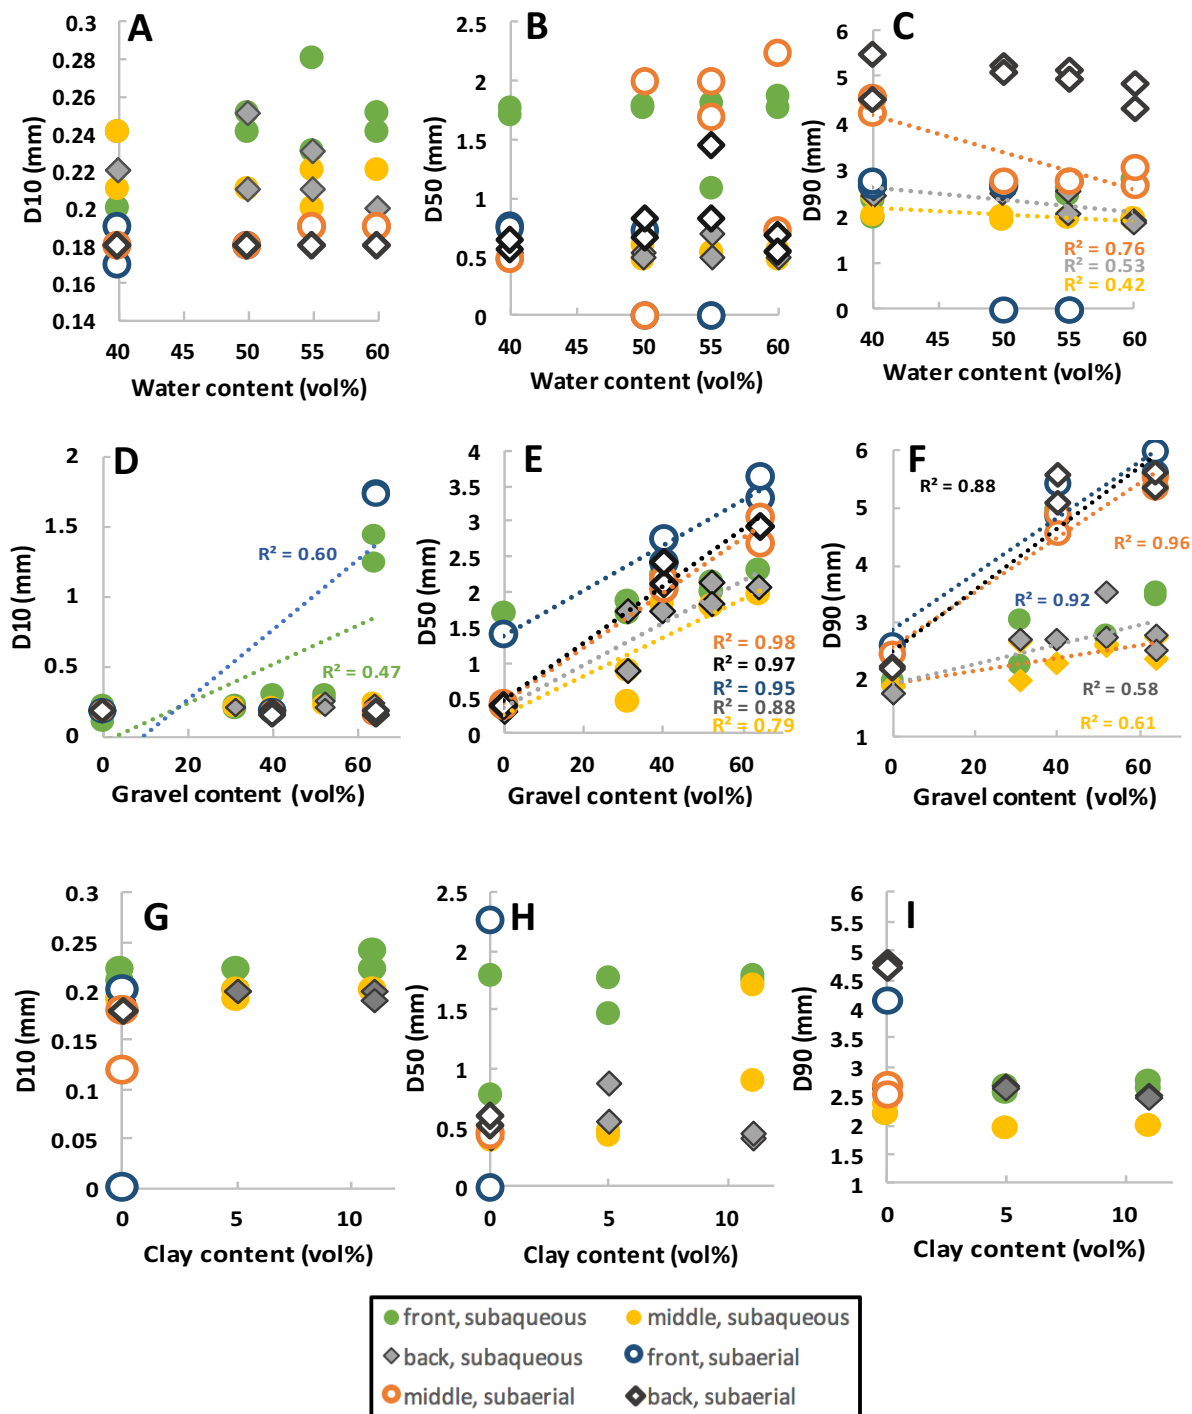 A
0.3
0.28
0.26
0.24
0.22
0.2
0.18
0.16
0.14
D10 (mm)
40 45 50 55 60
Water content (vol%)
B
2.5
2
1.5
1
0.5
0
D50 (mm)
40 45 50 55 60
Water content (vol%)
C
6
5
4
3
2
1
0
D90 (mm)
R² = 0.76
R² = 0.53
R² = 0.42
40 45 50 55 60
Water content (vol%)
D
2
1.5
1
0.5
0
D10 (mm)
R² = 0.60
R² = 0.47
0 20 40 60
Gravel content (vol%)
E
4
3.5
3
2.5
2
1.5
1
0.5
0
D50 (mm)
R² = 0.98
R² = 0.97
R² = 0.95
R² = 0.88
R² = 0.79
0 20 40 60
Gravel content (vol%)
F
6
5
4
3
2
1
D90 (mm)
R² = 0.88
R² = 0.96
R² = 0.92
R² = 0.58
R² = 0.61
0 20 40 60
Gravel content (vol%)
G
0.3
0.25
0.2
0.15
0.1
0.05
0
D10 (mm)
0 5 10
Clay content (vol%)
H
2.5
2
1.5
1
0.5
0
D50 (mm)
0 5 10
Clay content (vol%)
I
6
5.5
5
4.5
4
3.5
3
2.5
2
1.5
1
D90 (mm)
0 5 10
Clay content (vol%)
front, subaqueous
middle, subaqueous
back, subaqueous
front, subaerial
middle, subaerial
back, subaerial